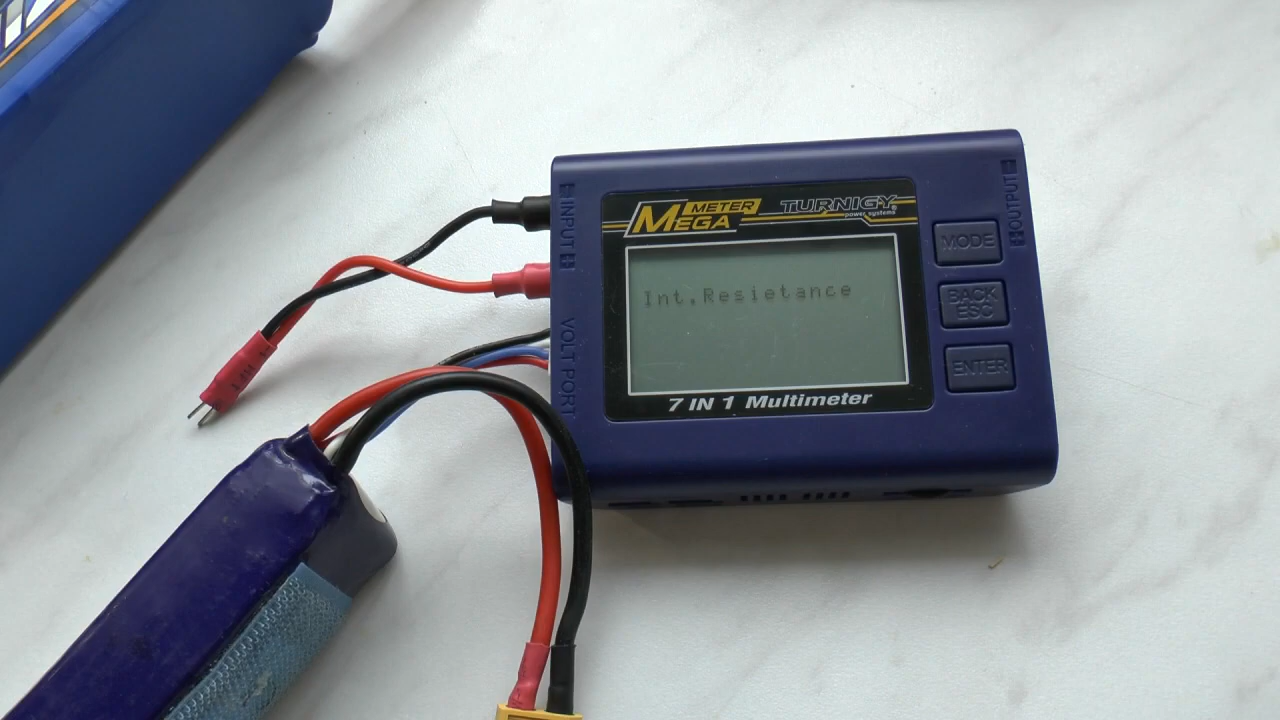 INPUT
VOLT PORT
METER
MEGA
TURNIGY
power systems
Int.Resietance
7 IN 1 Multimeter
OUTPUT
MODE
BACK
ESC
ENTER